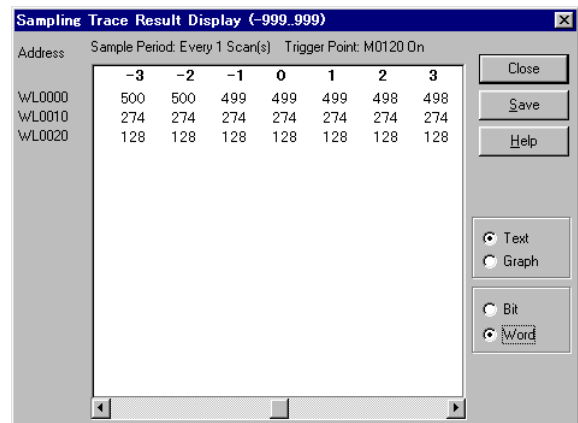 Sampling Trace Result Display (-999..999)
Address Sample Period: Every 1 Scan(s) Trigger Point: M0120 On
-3 -2 -1 0 1 2 3
WL0000 500 500 499 499 499 498 498
WL0010 274 274 274 274 274 274 274
WL0020 128 128 128 128 128 128 128
Close
Save
Help
Text
Graph
Bit
Word